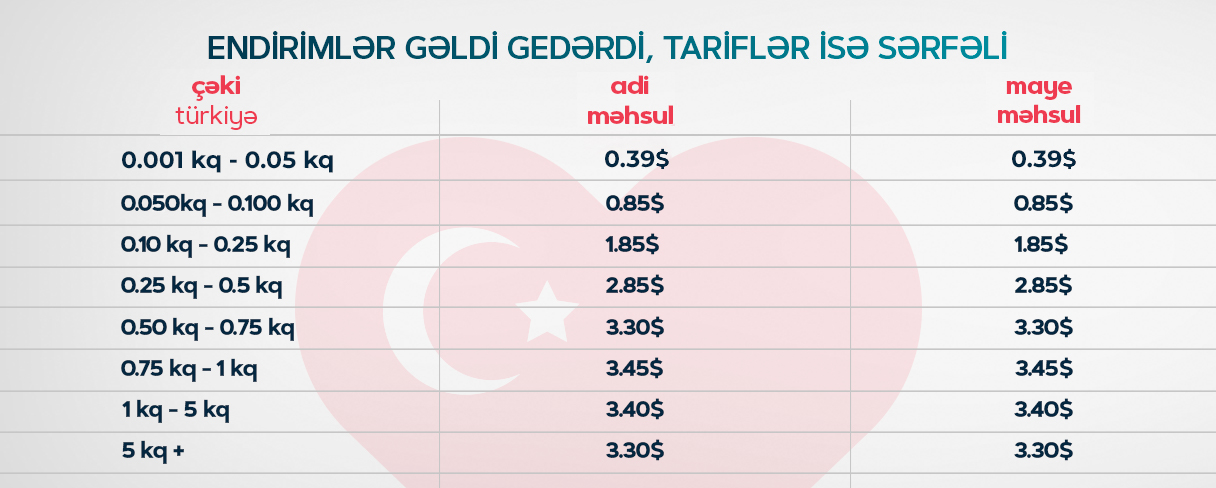 ENDİRİMLƏR GƏLDİ GEDƏRDİ, TARİFLƏR İSƏ SƏRFƏLİ
çəki adi maye
türkiyə məhsul məhsul
0.001 kq - 0.05 kq 0.39$ 0.39$
0.050kq - 0.100 kq 0.85$ 0.85$
0.10 kq - 0.25 kq 1.85$ 1.85$
0.25 kq - 0.5 kq 2.85$ 2.85$
0.50 kq - 0.75 kq 3.30$ 3.30$
0.75 kq - 1 kq 3.45$ 3.45$
1 kq - 5 kq 3.40$ 3.40$
5 kq + 3.30$ 3.30$